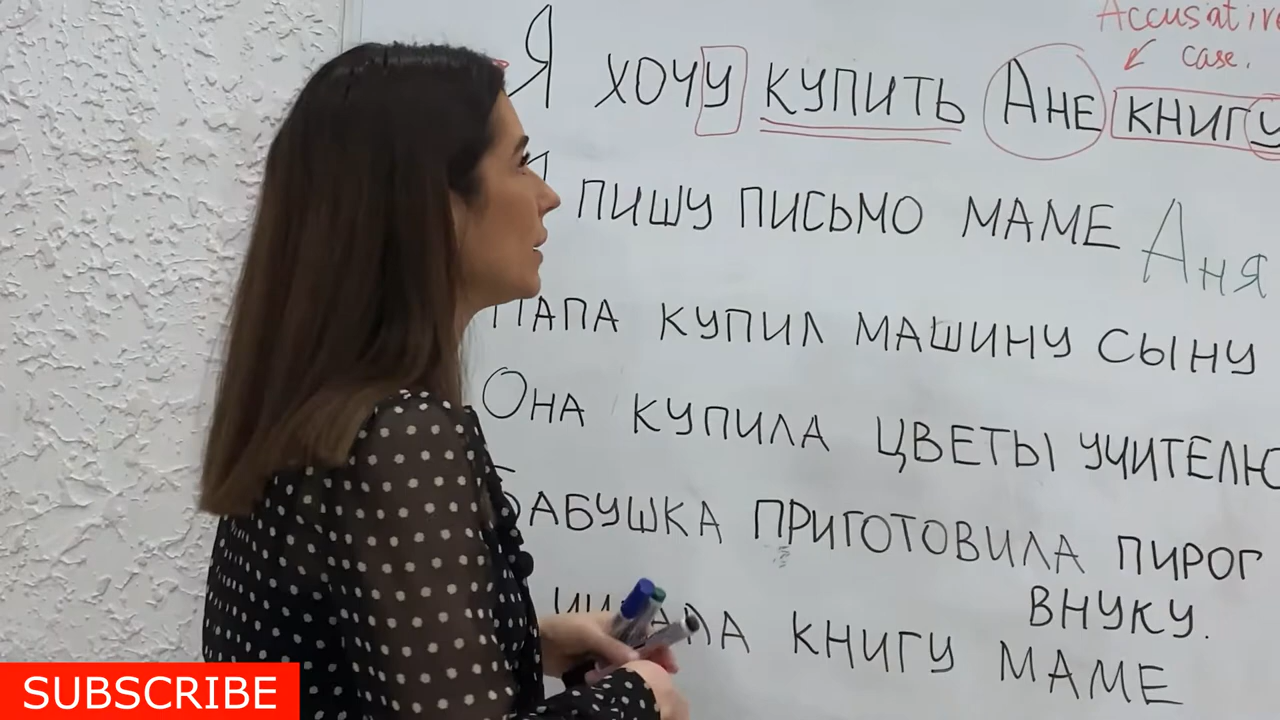 Accusative
case.
Я хочу купить Ане книгу
пишу письмо маме Аня
Папа купил машину сыну
Она купила цветы учителю
Бабушка приготовила пирог
внуку.
книгу маме
SUBSCRIBE